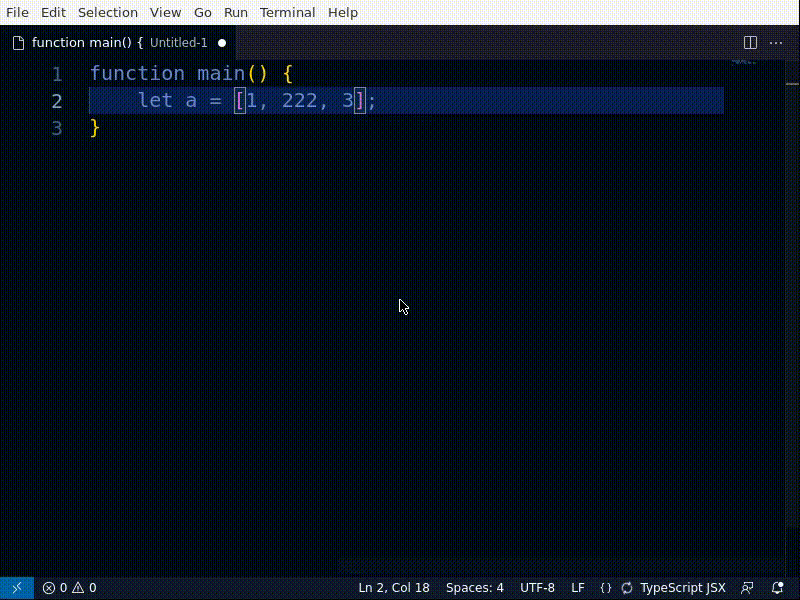 File Edit Selection View Go Run Terminal Help
function main() { Untitled-1
1 function main() {
2     let a = [1, 222, 3];
3 }
0 0 Ln 2, Col 18 Spaces: 4 UTF-8 LF {} TypeScript JSX